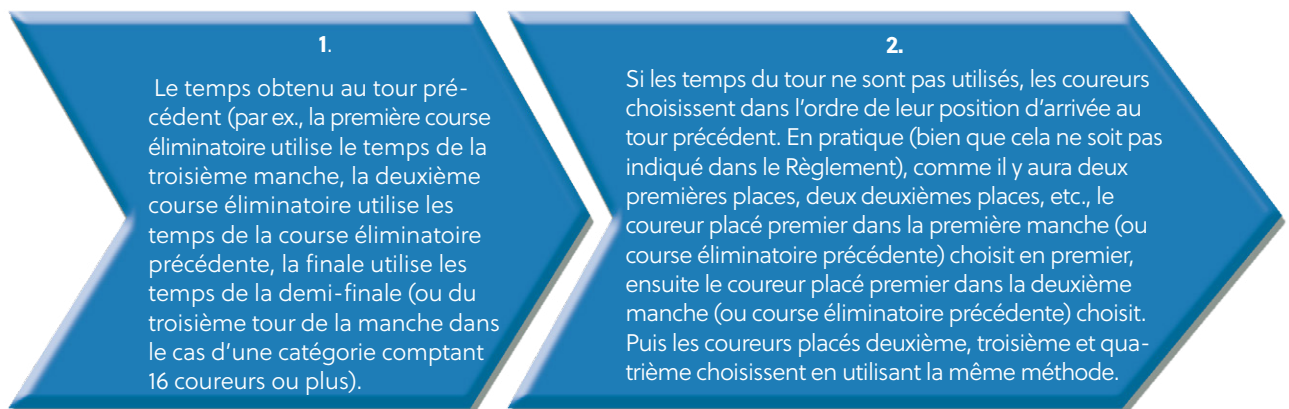 1.
Le temps obtenu au tour pré-
cédent (par ex., la première course
éliminatoire utilise le temps de la
troisième manche, la deuxième
course éliminatoire utilise les
temps de la course éliminatoire
précédente, la finale utilise les
temps de la demi-finale (ou du
troisième tour de la manche dans
le cas d’une catégorie comptant
16 coureurs ou plus).
2.
Si les temps du tour ne sont pas utilisés, les coureurs
choisissent dans l’ordre de leur position d’arrivée au
tour précédent. En pratique (bien que cela ne soit pas
indiqué dans le Règlement), comme il y aura deux
premières places, deux deuxièmes places, etc., le
coureur placé premier dans la première manche (ou
course éliminatoire précédente) choisit en premier,
ensuite le coureur placé premier dans la deuxième
manche (ou course éliminatoire précédente) choisit.
Puis les coureurs placés deuxième, troisième et qua-
trième choisissent en utilisant la même méthode.